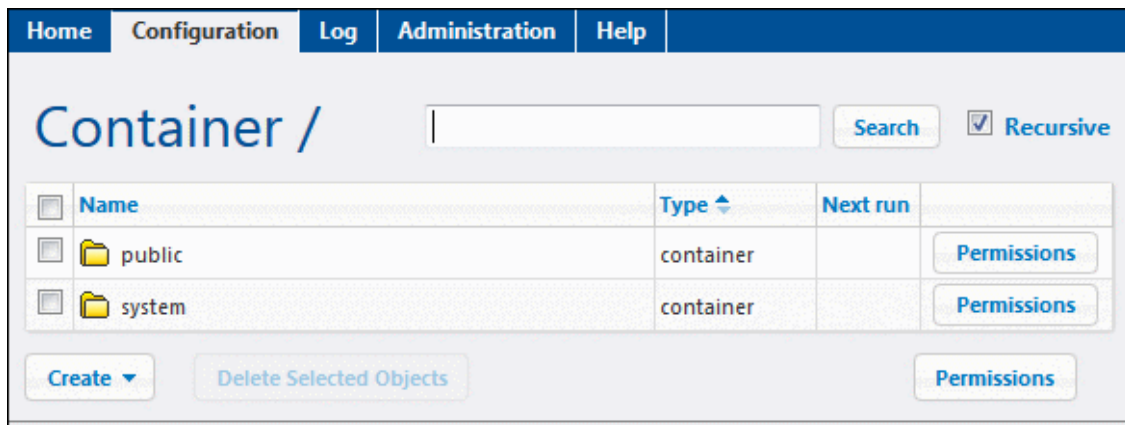 Home Configuration Log Administration Help
Container / Search Recursive
Name Type Next run
public container Permissions
system container Permissions
Create Delete Selected Objects Permissions